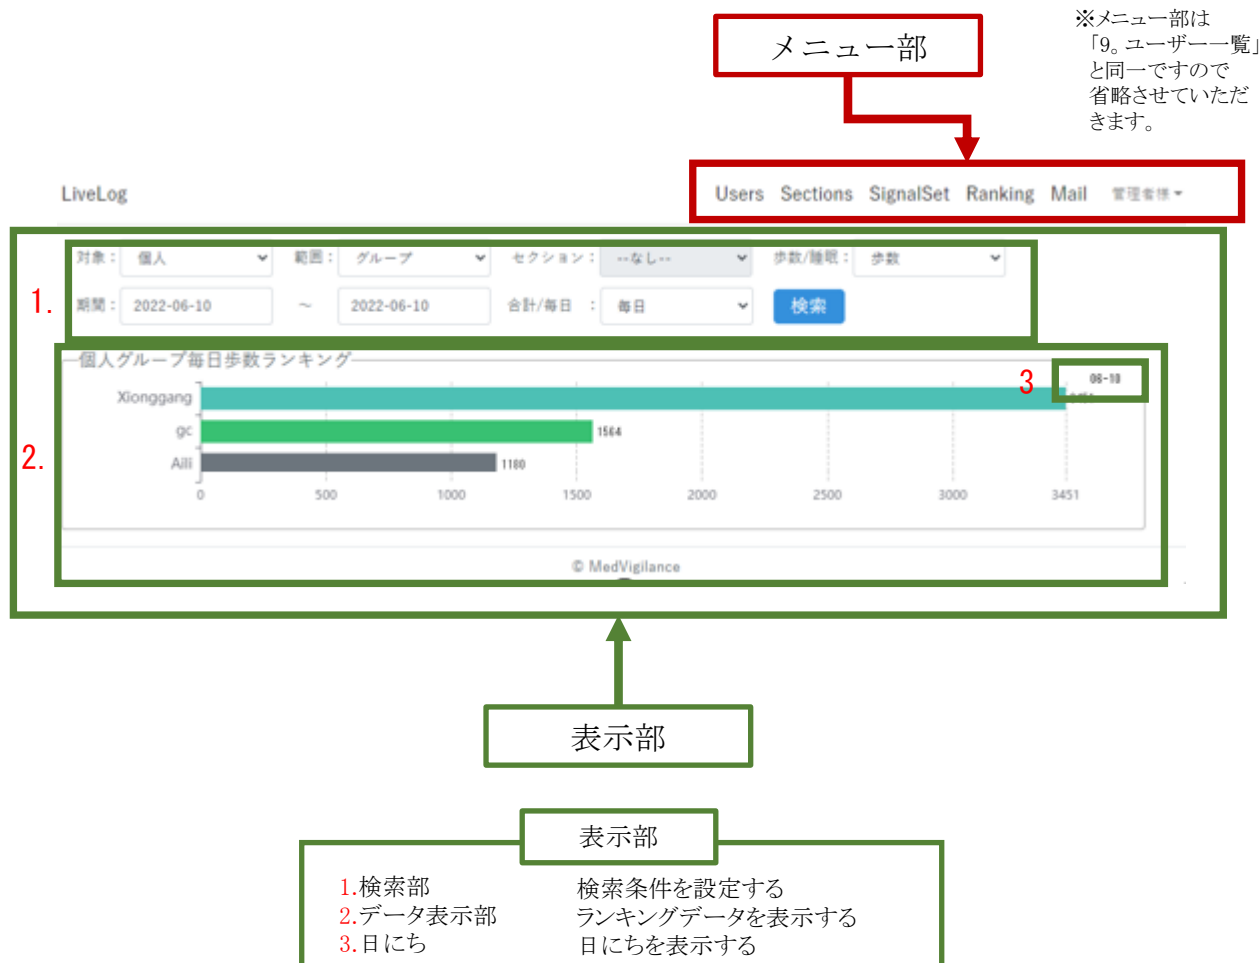 メニュー部
※メニュー部は
「9。ユーザー一覧」
と同一ですので
省略させていただ
きます。
LiveLog
Users Sections SignalSet Ranking Mail 管理者様
対象： 個人 範囲： グループ セクション： --なし-- 歩数/睡眠： 歩数
1. 期間： 2022-06-10 ～ 2022-06-10 合計/毎日 ： 毎日 検索
個人グループ毎日歩数ランキング
3 06-10
Xionggang
gc 1564
2. Aili 1180
0 500 1000 1500 2000 2500 3000 3451
© MedVigilance
表示部
表示部
1.検索部 検索条件を設定する
2.データ表示部 ランキングデータを表示する
3.日にち 日にちを表示する